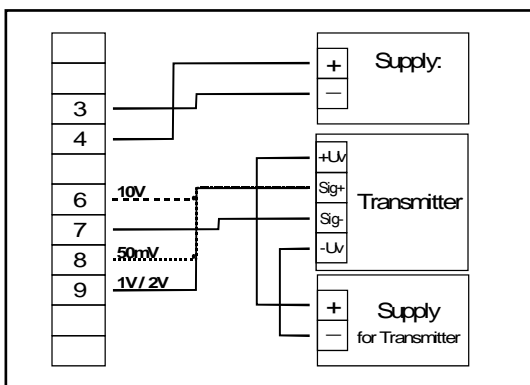 Supply:
+
–
3
4
+Uv
6
10V
Sig+
Transmitter
7
Sig-
8
50mV
-Uv
9
1V / 2V
+
Supply
–
for Transmitter